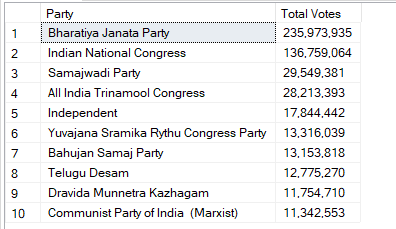 Party Total Votes
1 Bharatiya Janata Party 235,973,935
2 Indian National Congress 136,759,064
3 Samajwadi Party 29,549,381
4 All India Trinamool Congress 28,213,393
5 Independent 17,844,442
6 Yuvajana Sramika Rythu Congress Party 13,316,039
7 Bahujan Samaj Party 13,153,818
8 Telugu Desam 12,775,270
9 Dravida Munnetra Kazhagam 11,754,710
10 Communist Party of India (Marxist) 11,342,553